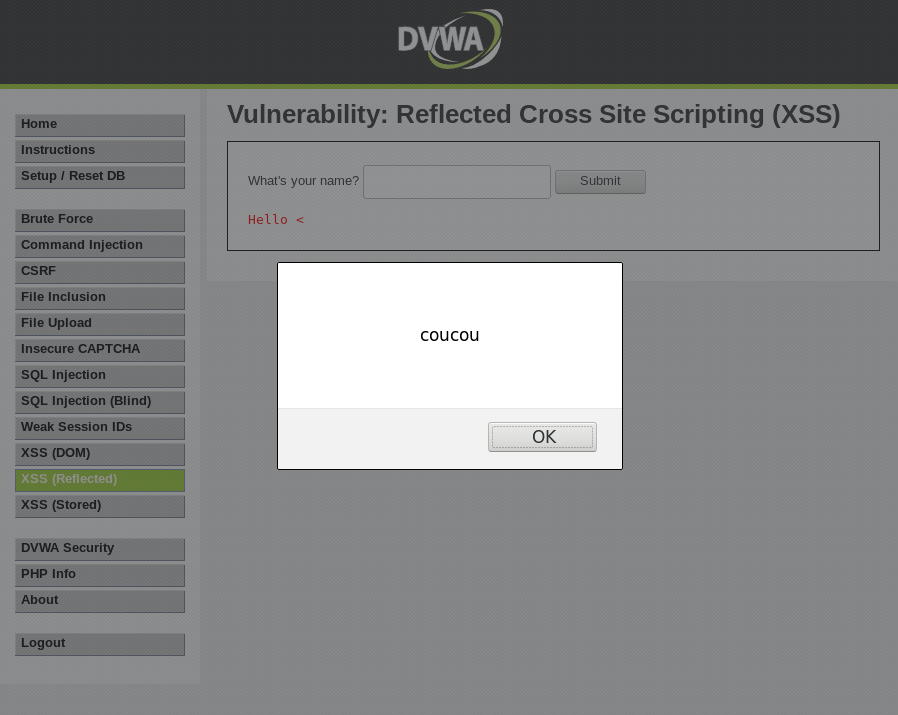 DVWA
Home
Instructions
Setup / Reset DB
Brute Force
Command Injection
CSRF
File Inclusion
File Upload
Insecure CAPTCHA
SQL Injection
SQL Injection (Blind)
Weak Session IDs
XSS (DOM)
XSS (Reflected)
XSS (Stored)
DVWA Security
PHP Info
About
Logout
Vulnerability: Reflected Cross Site Scripting (XSS)
What's your name? Submit
Hello <
coucou
OK